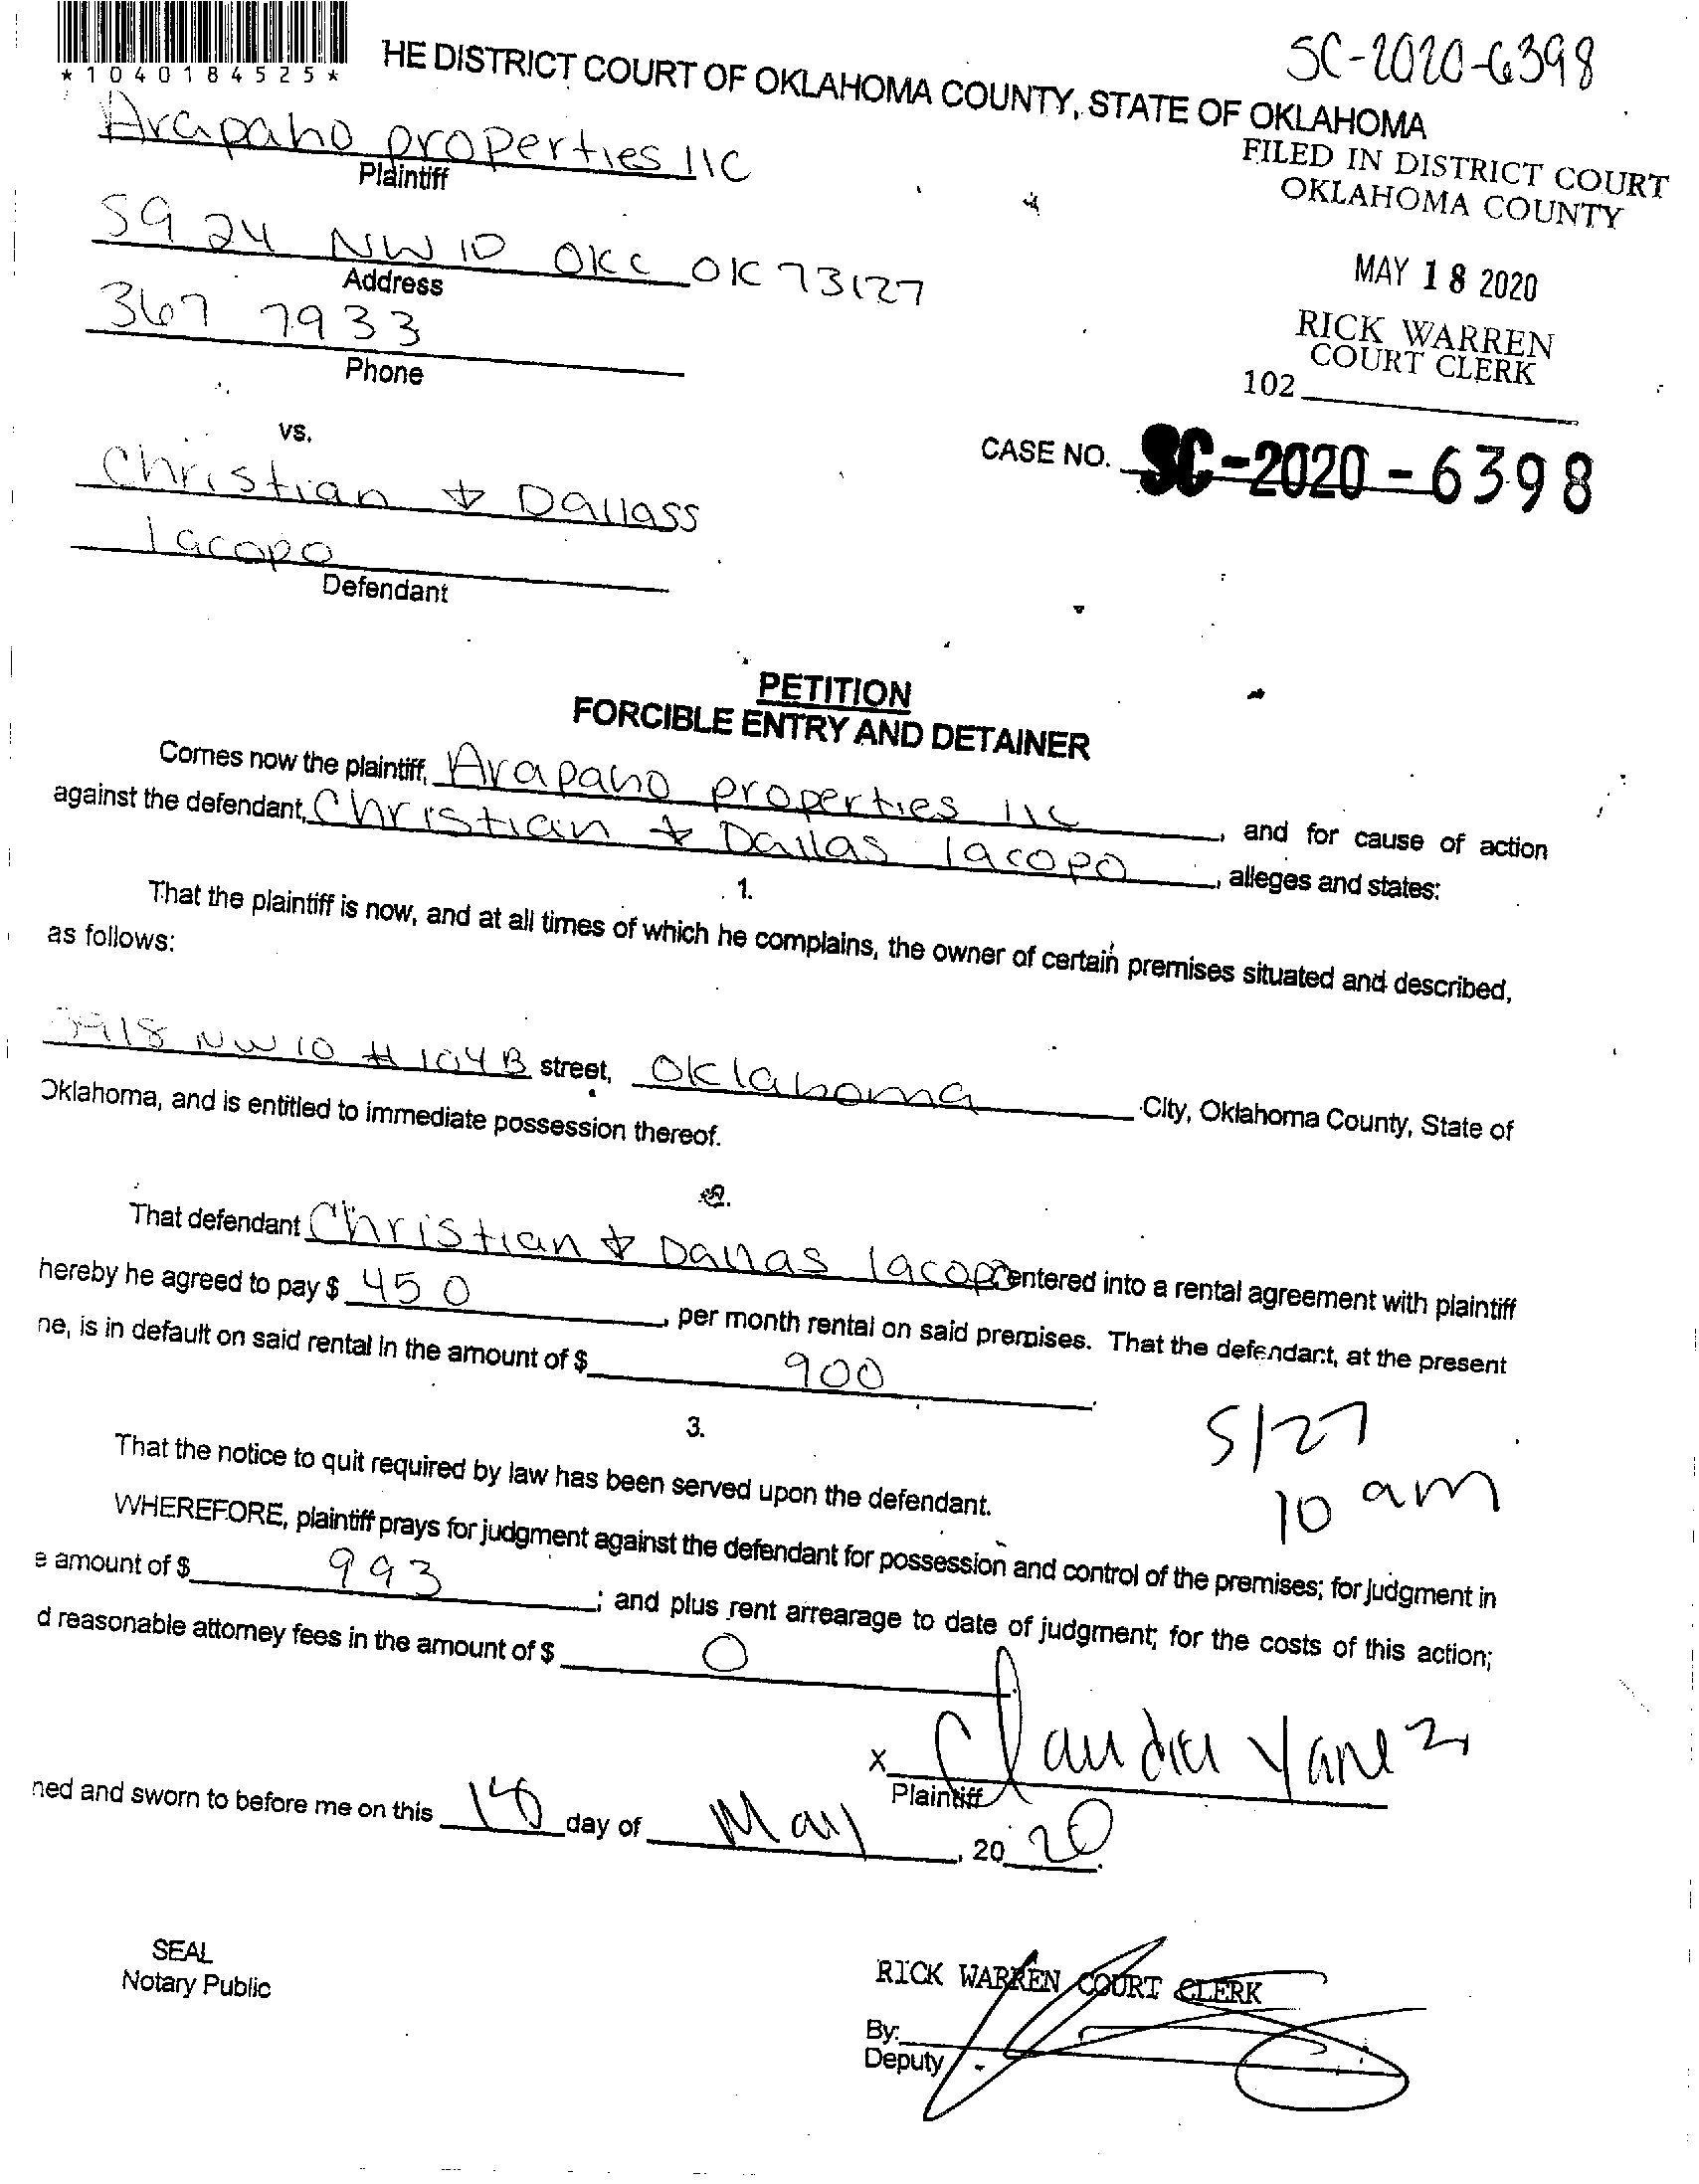 *1040184525*
SC-2020-6398
HE DISTRICT COURT OF OKLAHOMA COUNTY, STATE OF OKLAHOMA
Arapaho properties llc
Plaintiff
FILED IN DISTRICT COURT
OKLAHOMA COUNTY
5924 NW 10 OKC OK 73127
Address
MAY 18 2020
367 7933
Phone
RICK WARREN
COURT CLERK
102
vs.
CASE NO. SC-2020-6398
Christian & Dallass
Iacopo
Defendant
PETITION
FORCIBLE ENTRY AND DETAINER
Comes now the plaintiff, Arapaho properties llc, and for cause of action
against the defendant, Christian & Dallas Iacopo, alleges and states:
1.
That the plaintiff is now, and at all times of which he complains, the owner of certain premises situated and described,
as follows:
5918 NW 10 # 104B street, Oklahoma City, Oklahoma County, State of
Oklahoma, and is entitled to immediate possession thereof.
2.
That defendant Christian & Dallas Iacopo entered into a rental agreement with plaintiff
hereby he agreed to pay $ 450, per month rental on said premises. That the defendant, at the present
ne, is in default on said rental in the amount of $ 900.
3.
5/27
10 am
That the notice to quit required by law has been served upon the defendant.
WHEREFORE, plaintiff prays for judgment against the defendant for possession and control of the premises; for judgment in
e amount of $ 993; and plus rent arrearage to date of judgment; for the costs of this action;
d reasonable attorney fees in the amount of $ 0.
x Claudia Yanez
Plaintiff
ned and sworn to before me on this 18 day of May, 2020.
SEAL
Notary Public
RICK WARREN COURT CLERK
By:
Deputy